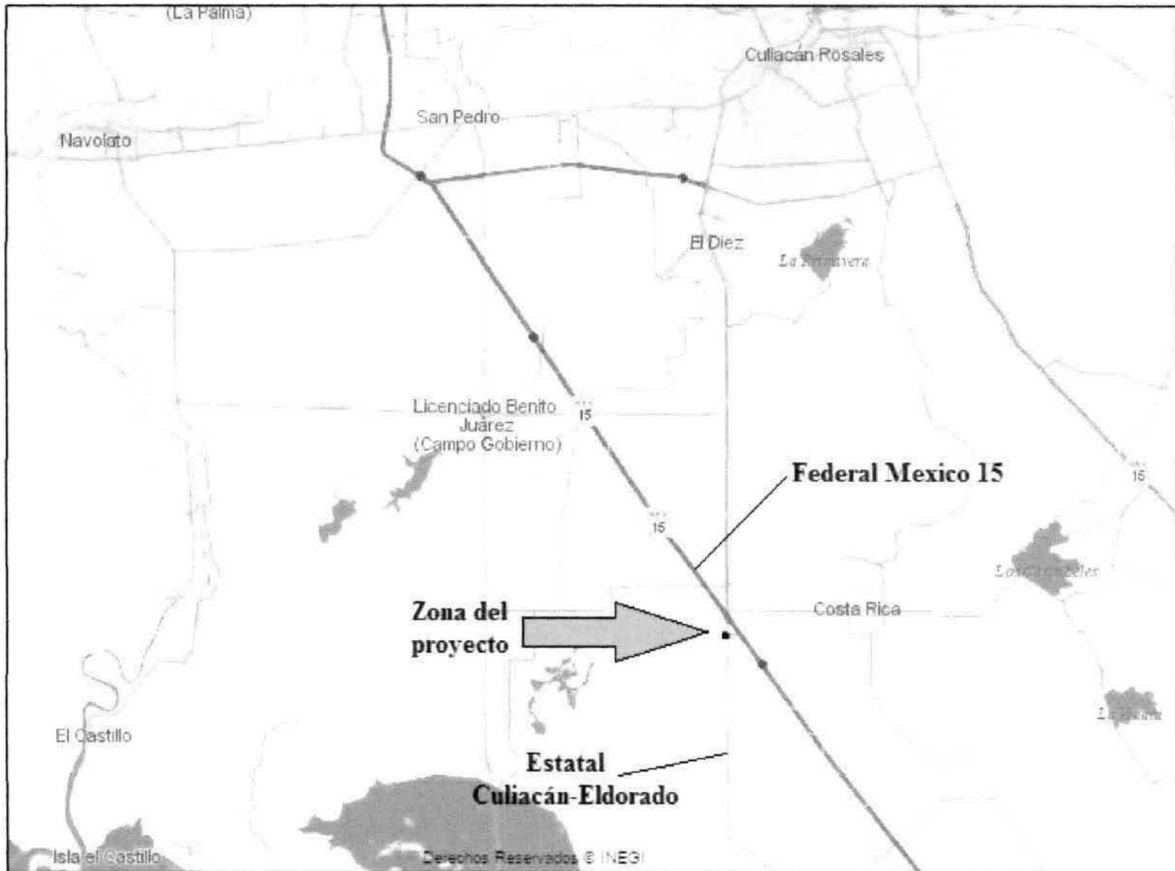 (La Palma)
Culiacán Rosales
San Pedro
Navolato
El Diez
La Primavera
Licenciado Benito
Juárez
(Campo Gobierno)
15
Federal Mexico 15
15
15
Zona del
proyecto
Costa Rica
El Castillo
Estatal
Culiacán-Eldorado
Isla el Castillo
Derechos Reservados © INEGI